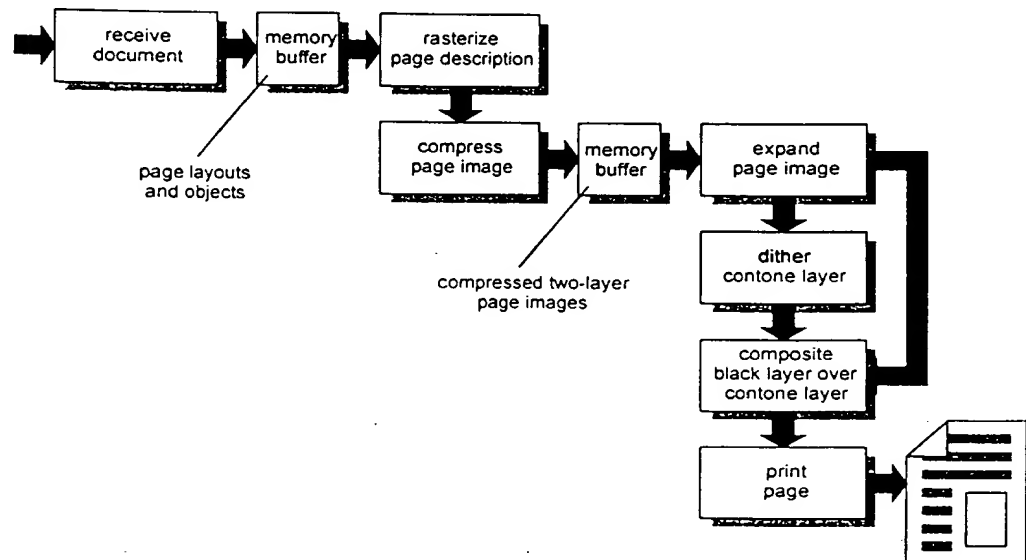 receive
document
memory
buffer
rasterize
page description
page layouts
and objects
compress
page image
memory
buffer
expand
page image
compressed two-layer
page images
dither
contone layer
composite
black layer over
contone layer
print
page